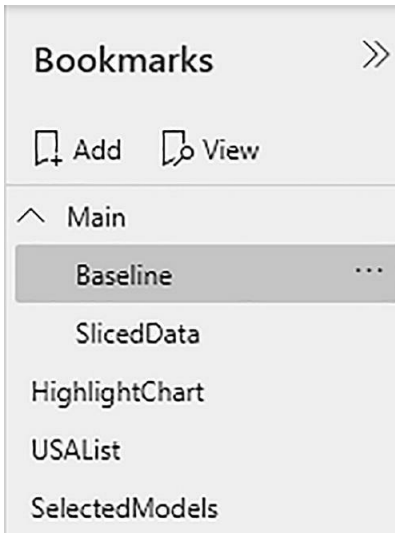 Bookmarks
Add View
Main
Baseline
SlicedData
HighlightChart
USAList
SelectedModels